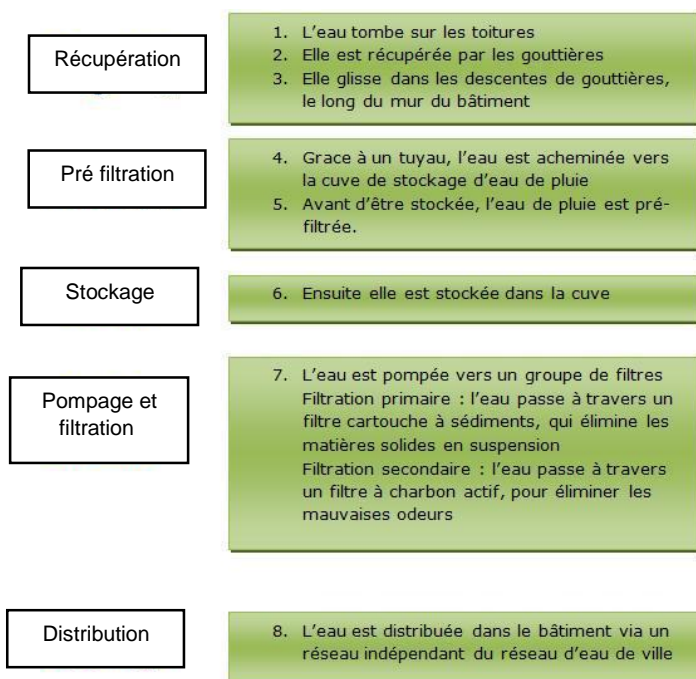 Récupération
1. L'eau tombe sur les toitures
2. Elle est récupérée par les gouttières
3. Elle glisse dans les descentes de gouttières,
le long du mur du bâtiment
Pré filtration
4. Grace à un tuyau, l'eau est acheminée vers
la cuve de stockage d'eau de pluie
5. Avant d'être stockée, l'eau de pluie est pré-
filtrée.
Stockage
6. Ensuite elle est stockée dans la cuve
Pompage et
filtration
7. L'eau est pompée vers un groupe de filtres
Filtration primaire : l'eau passe à travers un
filtre cartouche à sédiments, qui élimine les
matières solides en suspension
Filtration secondaire : l'eau passe à travers
un filtre à charbon actif, pour éliminer les
mauvaises odeurs
Distribution
8. L'eau est distribuée dans le bâtiment via un
réseau indépendant du réseau d'eau de ville